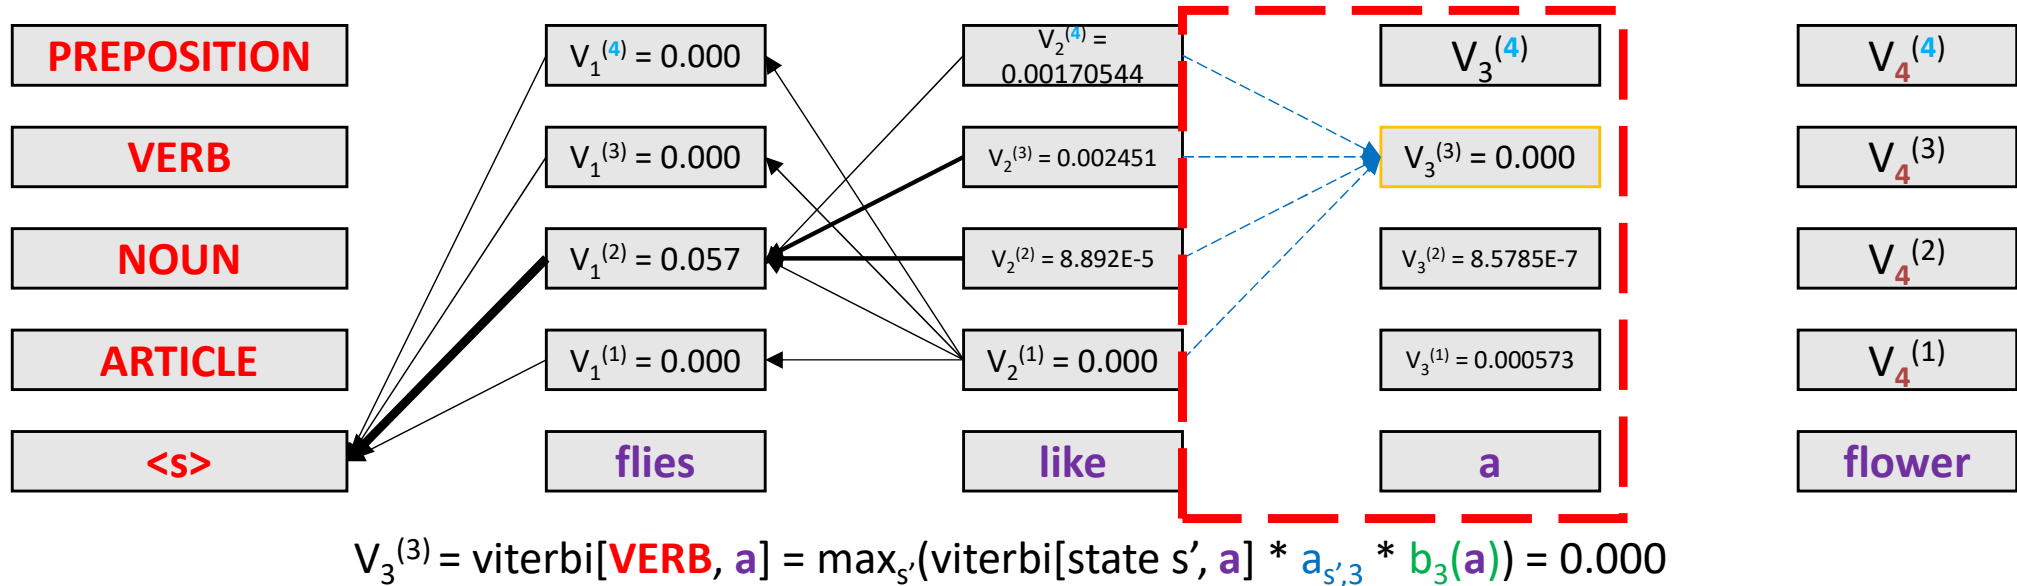 PREPOSITION V₁⁽⁴⁾ = 0.000 V₂⁽⁴⁾ = 0.00170544 V₃⁽⁴⁾ V₄⁽⁴⁾
VERB V₁⁽³⁾ = 0.000 V₂⁽³⁾ = 0.002451 V₃⁽³⁾ = 0.000 V₄⁽³⁾
NOUN V₁⁽²⁾ = 0.057 V₂⁽²⁾ = 8.892E-5 V₃⁽²⁾ = 8.5785E-7 V₄⁽²⁾
ARTICLE V₁⁽¹⁾ = 0.000 V₂⁽¹⁾ = 0.000 V₃⁽¹⁾ = 0.000573 V₄⁽¹⁾
<s> flies like a flower
V₃⁽³⁾ = viterbi[VERB, a] = maxₛ′(viterbi[state s′, a] * aₛ′,₃ * b₃(a)) = 0.000